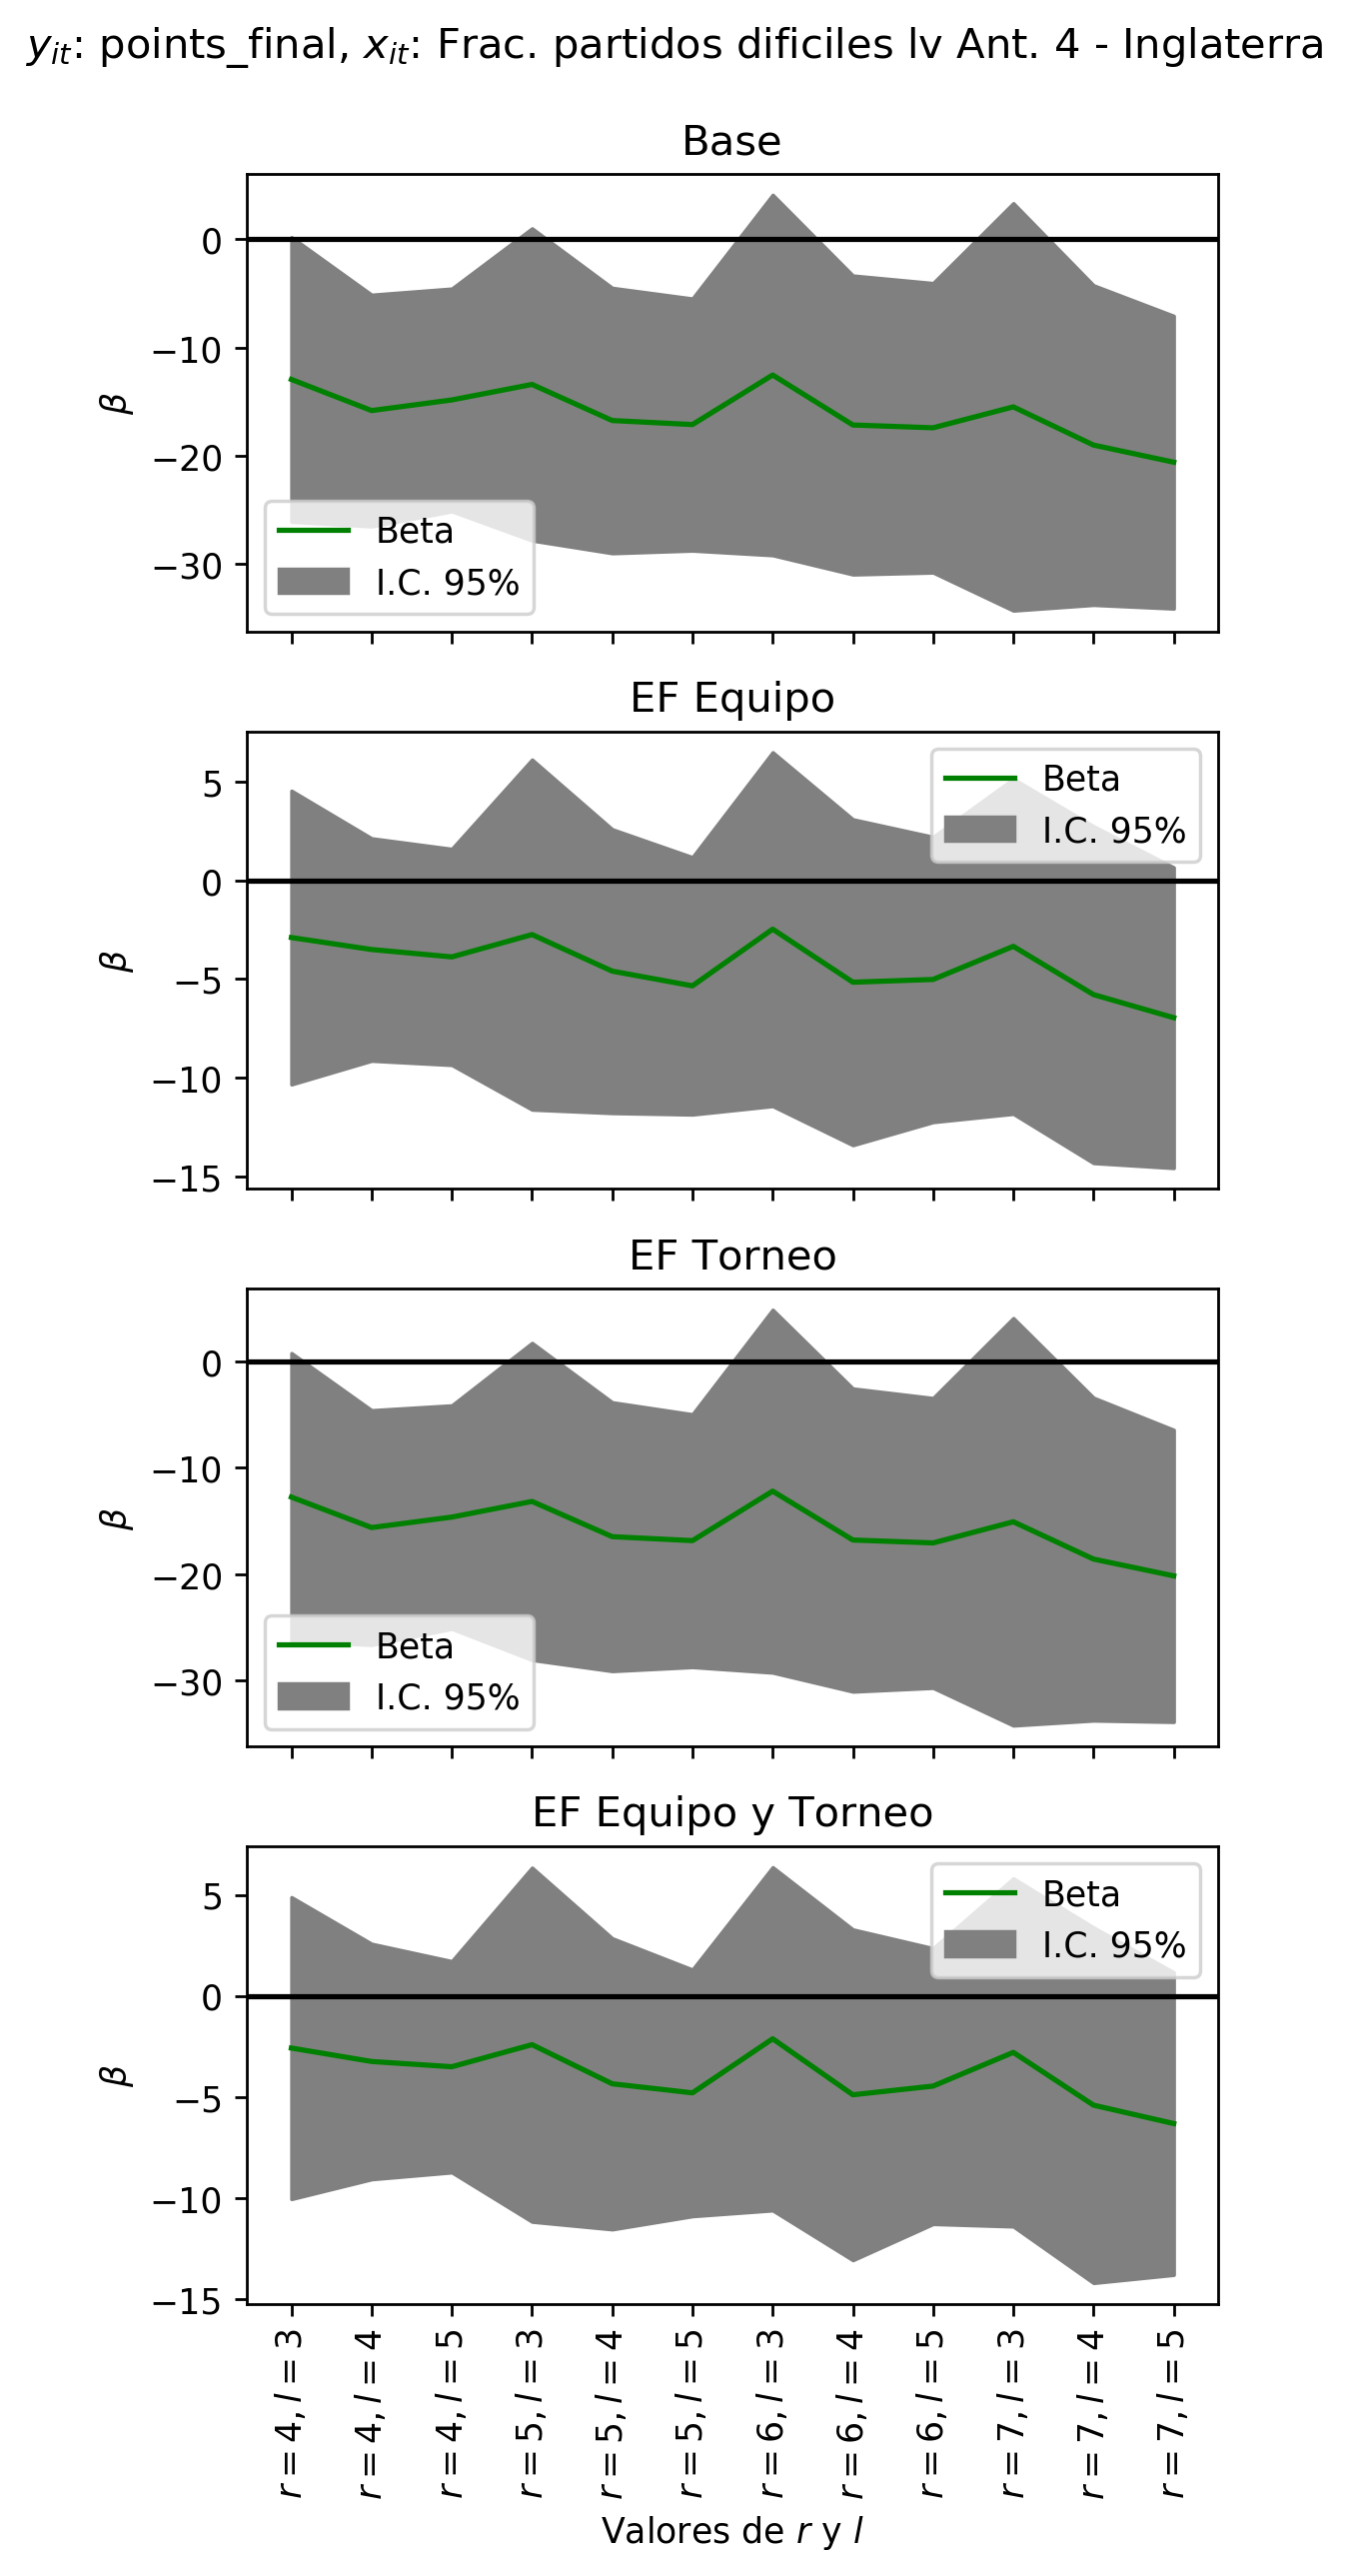 y_it: points_final, x_it: Frac. partidos dificiles lv Ant. 4 - Inglaterra
Base
0
−10
−20
−30
β
Beta
I.C. 95%
EF Equipo
5
0
−5
−10
−15
β
Beta
I.C. 95%
EF Torneo
0
−10
−20
−30
β
Beta
I.C. 95%
EF Equipo y Torneo
5
0
−5
−10
−15
β
Beta
I.C. 95%
r = 4, l = 3
r = 4, l = 4
r = 4, l = 5
r = 5, l = 3
r = 5, l = 4
r = 5, l = 5
r = 6, l = 3
r = 6, l = 4
r = 6, l = 5
r = 7, l = 3
r = 7, l = 4
r = 7, l = 5
Valores de r y l